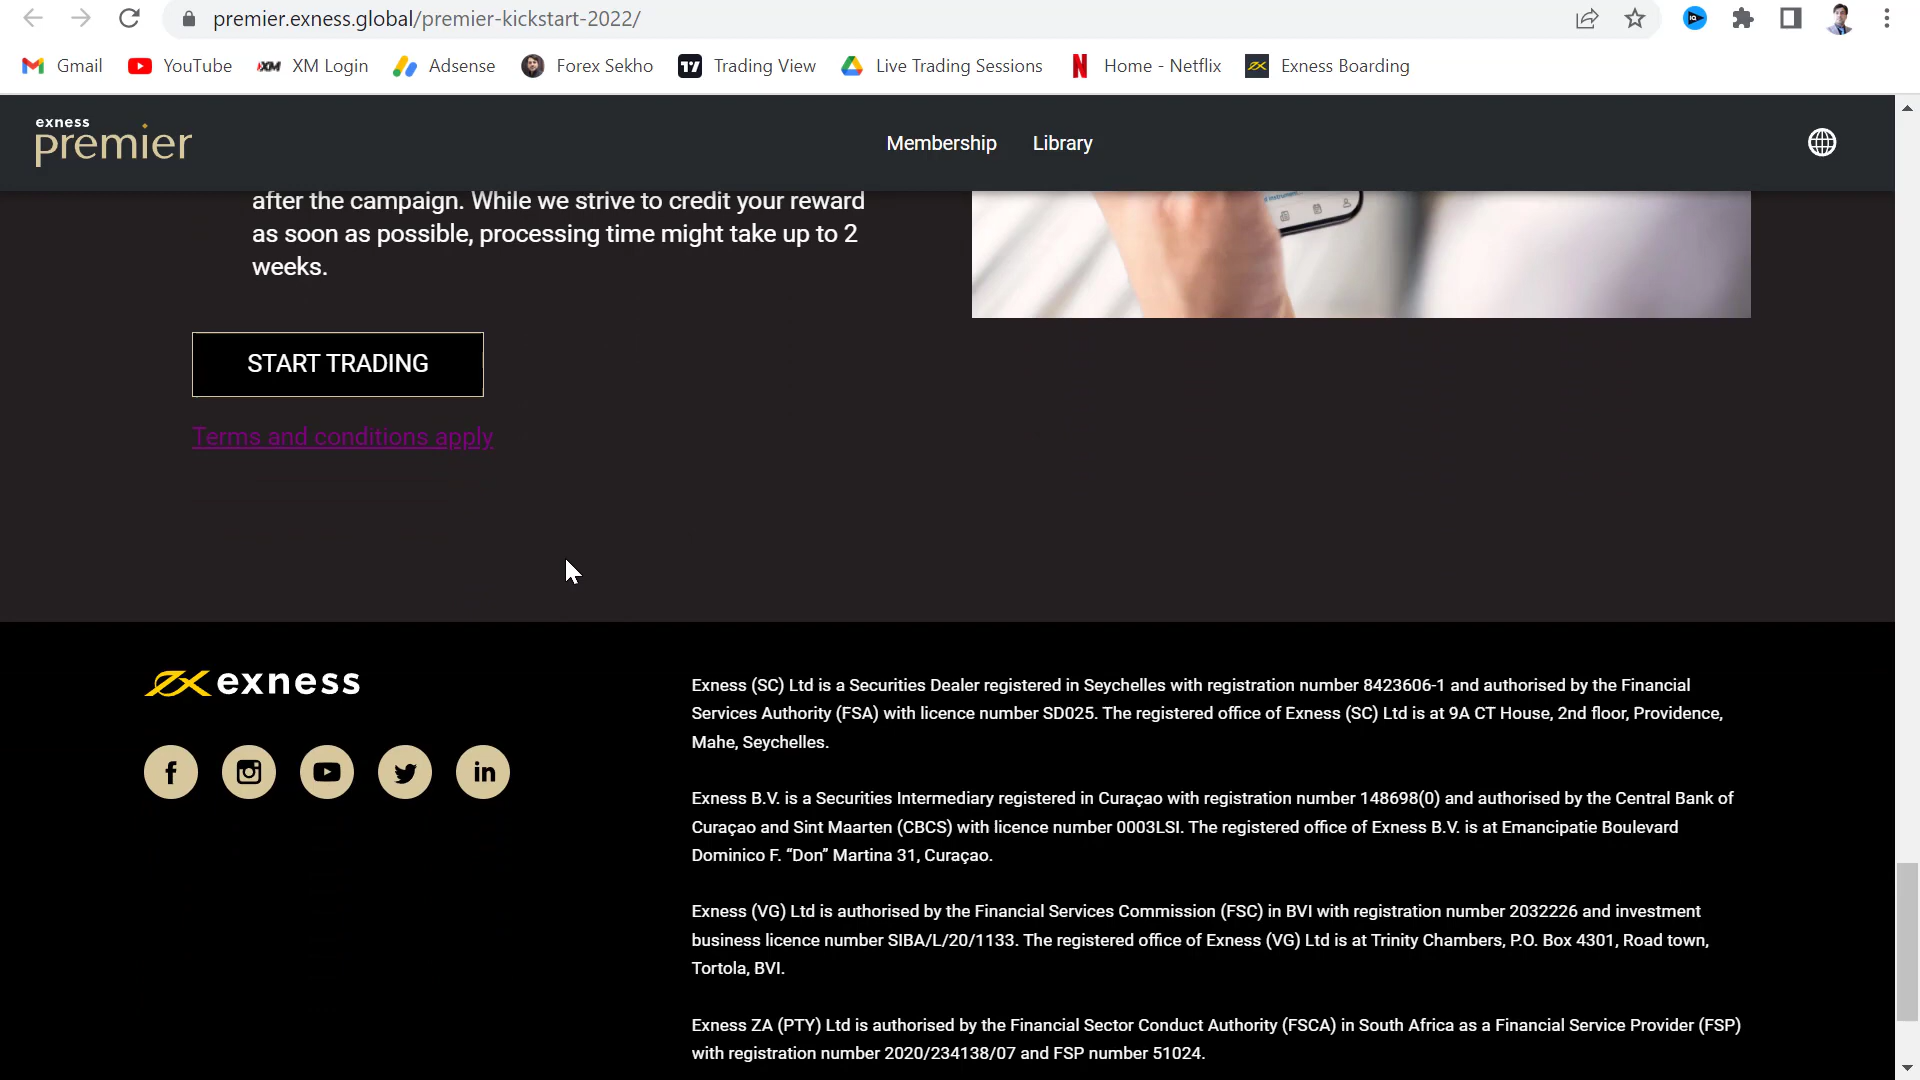 premier.exness.global/premier-kickstart-2022/
Gmail
YouTube
XM
XM Login
Adsense
Forex Sekho
Trading View
Live Trading Sessions
Home - Netflix
Exness Boarding
exness
premier
Membership
Library
after the campaign. While we strive to credit your reward
as soon as possible, processing time might take up to 2
weeks.
START TRADING
Terms and conditions apply
exness
Exness (SC) Ltd is a Securities Dealer registered in Seychelles with registration number 8423606-1 and authorised by the Financial
Services Authority (FSA) with licence number SD025. The registered office of Exness (SC) Ltd is at 9A CT House, 2nd floor, Providence,
Mahe, Seychelles.
Exness B.V. is a Securities Intermediary registered in Curaçao with registration number 148698(0) and authorised by the Central Bank of
Curaçao and Sint Maarten (CBCS) with licence number 0003LSI. The registered office of Exness B.V. is at Emancipatie Boulevard
Dominico F. “Don” Martina 31, Curaçao.
Exness (VG) Ltd is authorised by the Financial Services Commission (FSC) in BVI with registration number 2032226 and investment
business licence number SIBA/L/20/1133. The registered office of Exness (VG) Ltd is at Trinity Chambers, P.O. Box 4301, Road town,
Tortola, BVI.
Exness ZA (PTY) Ltd is authorised by the Financial Sector Conduct Authority (FSCA) in South Africa as a Financial Service Provider (FSP)
with registration number 2020/234138/07 and FSP number 51024.